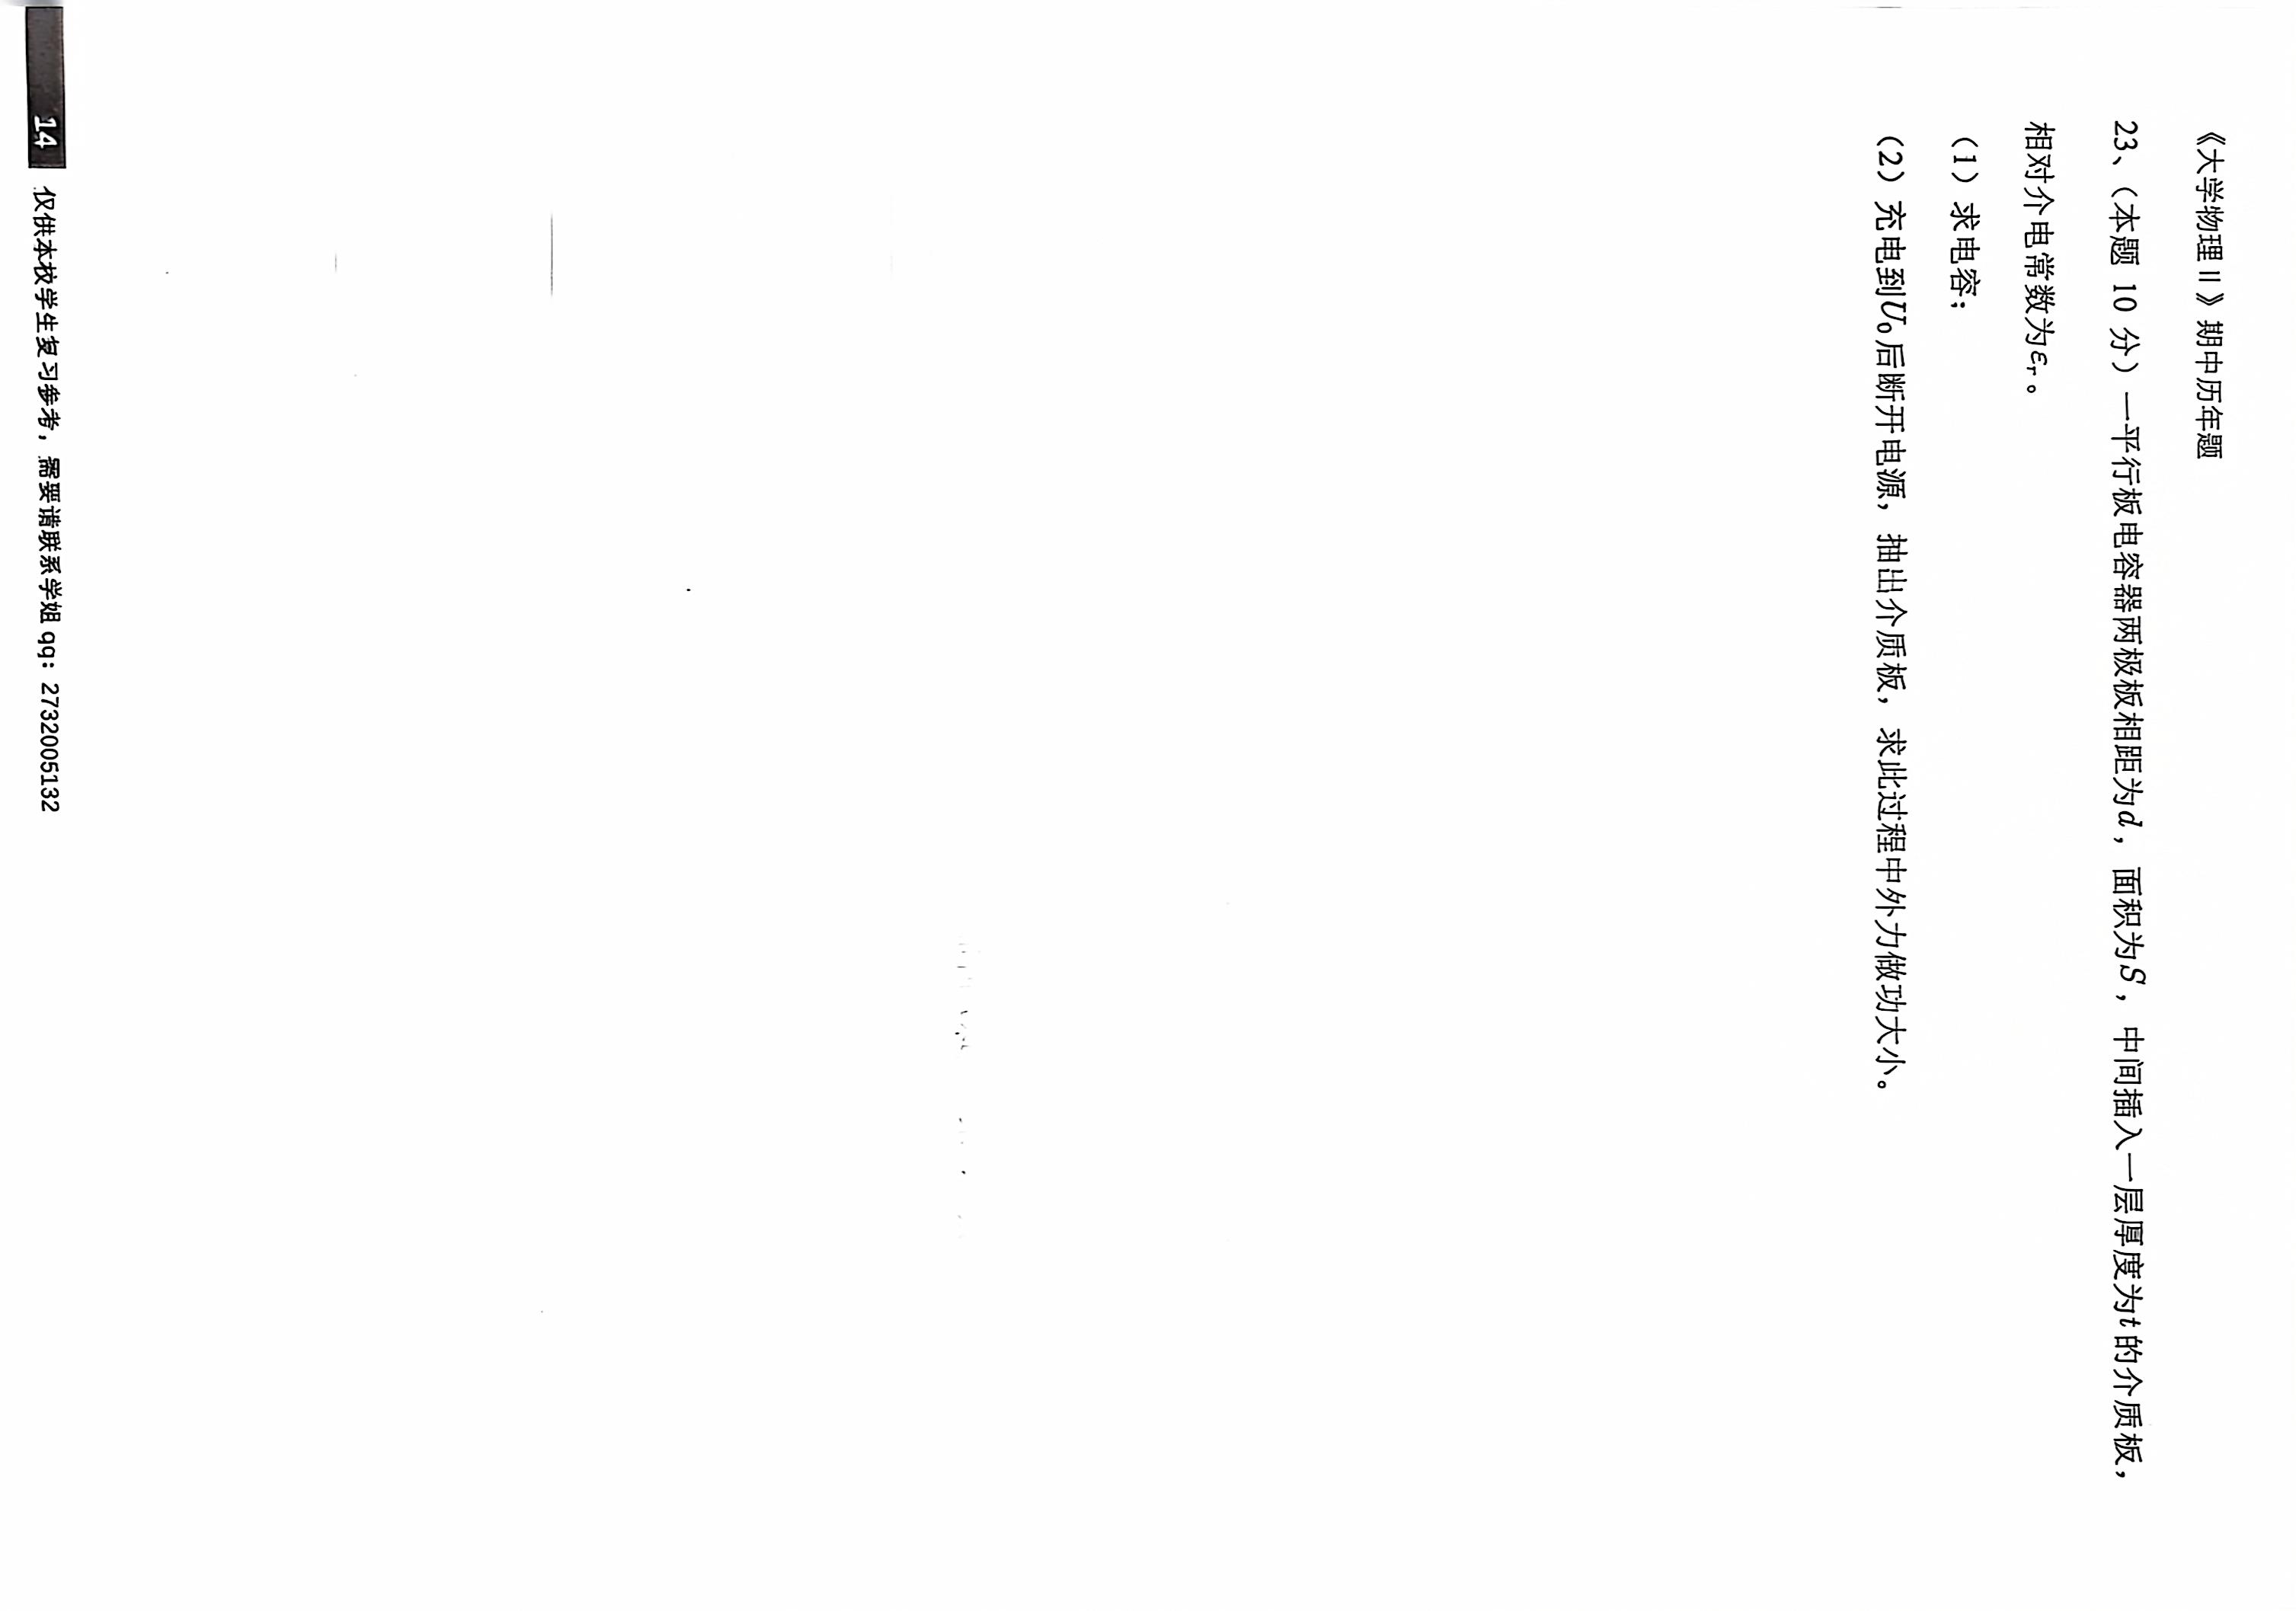 《大学物理Ⅱ》期中历年题
23、（本题 10 分）一平行板电容器两极板相距为d，面积为S，中间插入一层厚度为t的介质板，
相对介电常数为εr。
（1）求电容；
（2）充电到U0后断开电源，抽出介质板，求此过程中外力做功大小。
14 仅供本校学生复习参考，需要请联系学姐 qq: 2732005132